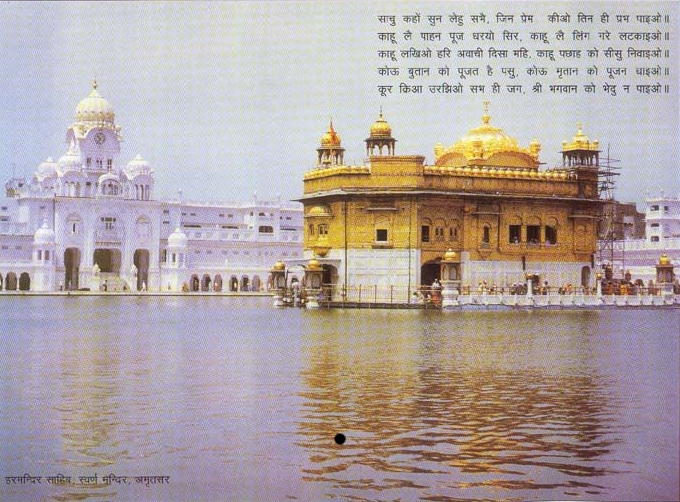 साचु कहों सुन लेहु सभै, जिन प्रेम कीओ तिन ही प्रभ पाइओ॥
काहू लै पाहन पूज धरयो सिर, काहू लै लिंग गरे लटकाइओ॥
काहू लखिओ हरि अवाची दिसा महि, काहू पछाह को सीसु निवाइओ॥
कोऊ बुतान को पूजत है पसु, कोऊ मृतान को पूजन धाइओ॥
कूर क्रिआ उरझिओ सभ ही जग, श्री भगवान को भेदु न पाइओ॥
हरमन्दिर साहिब, स्वर्ण मन्दिर, अमृतसर